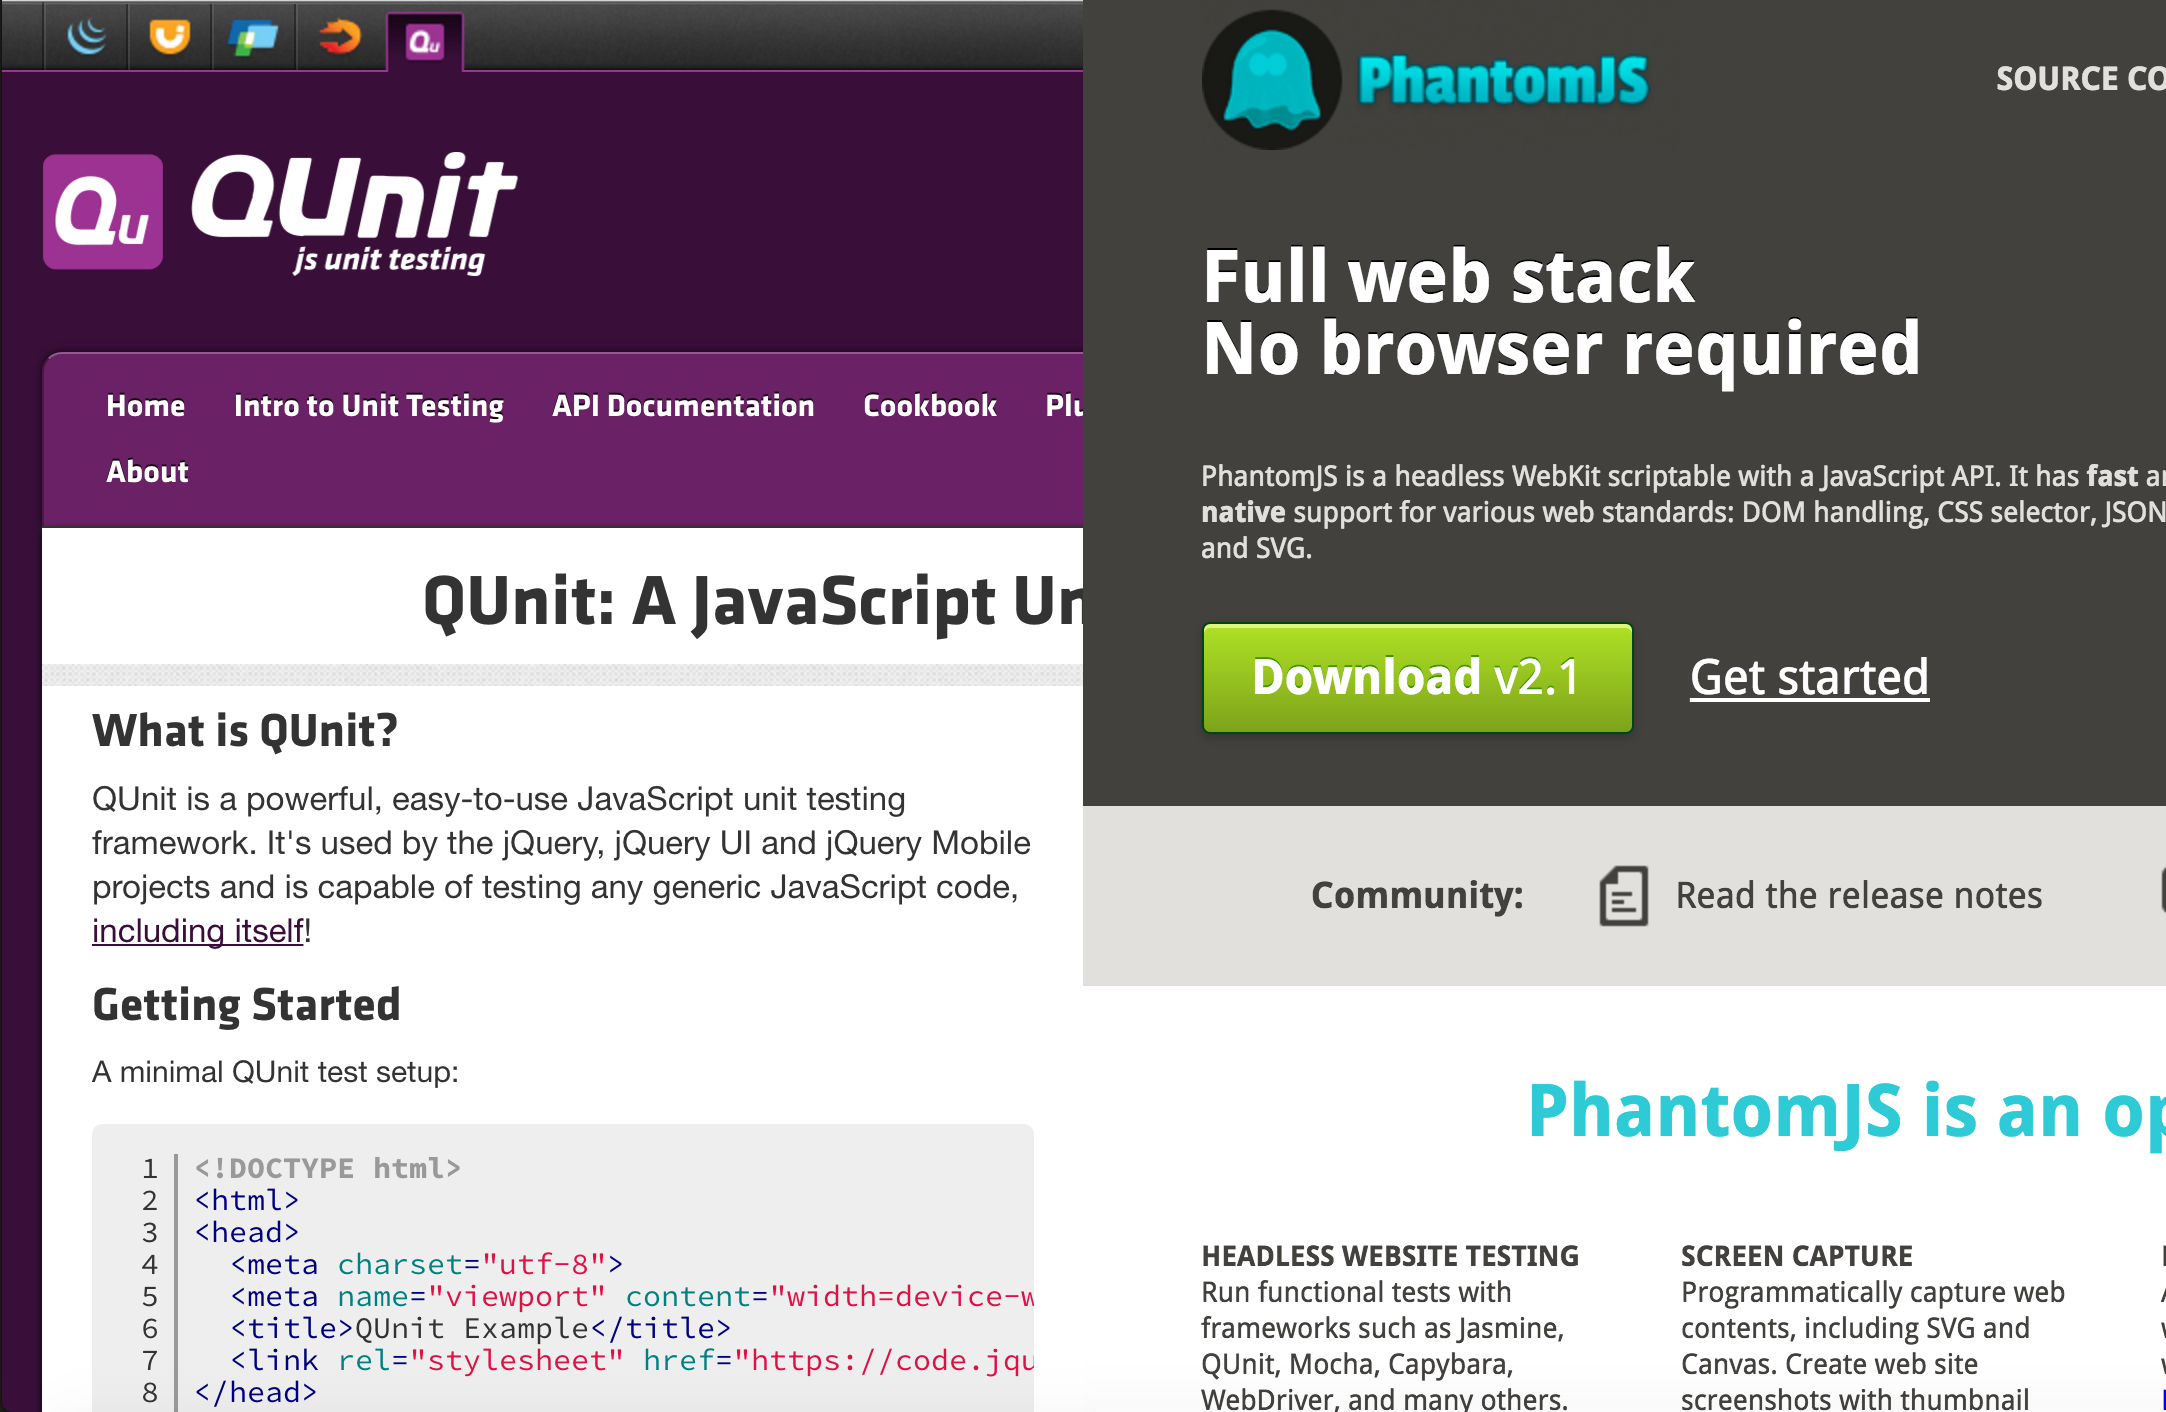 Qu
Qu
QUnit
js unit testing
Home
Intro to Unit Testing
API Documentation
Cookbook
About
QUnit: A JavaScript
What is QUnit?
QUnit is a powerful, easy-to-use JavaScript unit testing
framework. It's used by the jQuery, jQuery UI and jQuery Mobile
projects and is capable of testing any generic JavaScript code,
including itself!
Getting Started
A minimal QUnit test setup:
1 <!DOCTYPE html>
2 <html>
3 <head>
4 <meta charset="utf-8">
5 <meta name="viewport" content="width=device-w
6 <title>QUnit Example</title>
7 <link rel="stylesheet" href="https://code.jqu
8 </head>
PhantomJS
SOURCE CO
Full web stack
No browser required
PhantomJS is a headless WebKit scriptable with a JavaScript API. It has fast
native support for various web standards: DOM handling, CSS selector, JSON
and SVG.
Download v2.1
Get started
Community:
Read the release notes
PhantomJS is an op
HEADLESS WEBSITE TESTING
Run functional tests with
frameworks such as Jasmine,
QUnit, Mocha, Capybara,
WebDriver, and many others.
SCREEN CAPTURE
Programmatically capture web
contents, including SVG and
Canvas. Create web site
screenshots with thumbnail